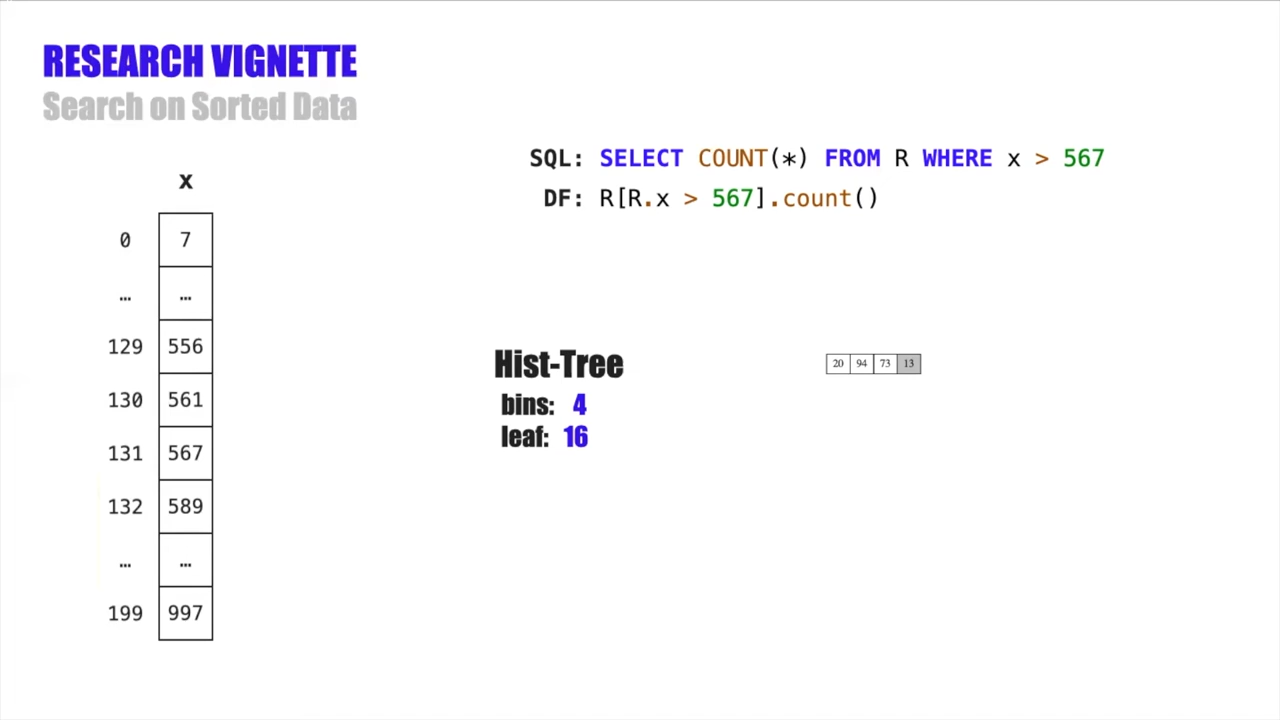 RESEARCH VIGNETTE
Search on Sorted Data
SQL: SELECT COUNT(*) FROM R WHERE x > 567
DF: R[R.x > 567].count()
x
0 7
… …
129 556
130 561
131 567
132 589
… …
199 997
Hist-Tree
bins: 4
leaf: 16
20 94 73 13